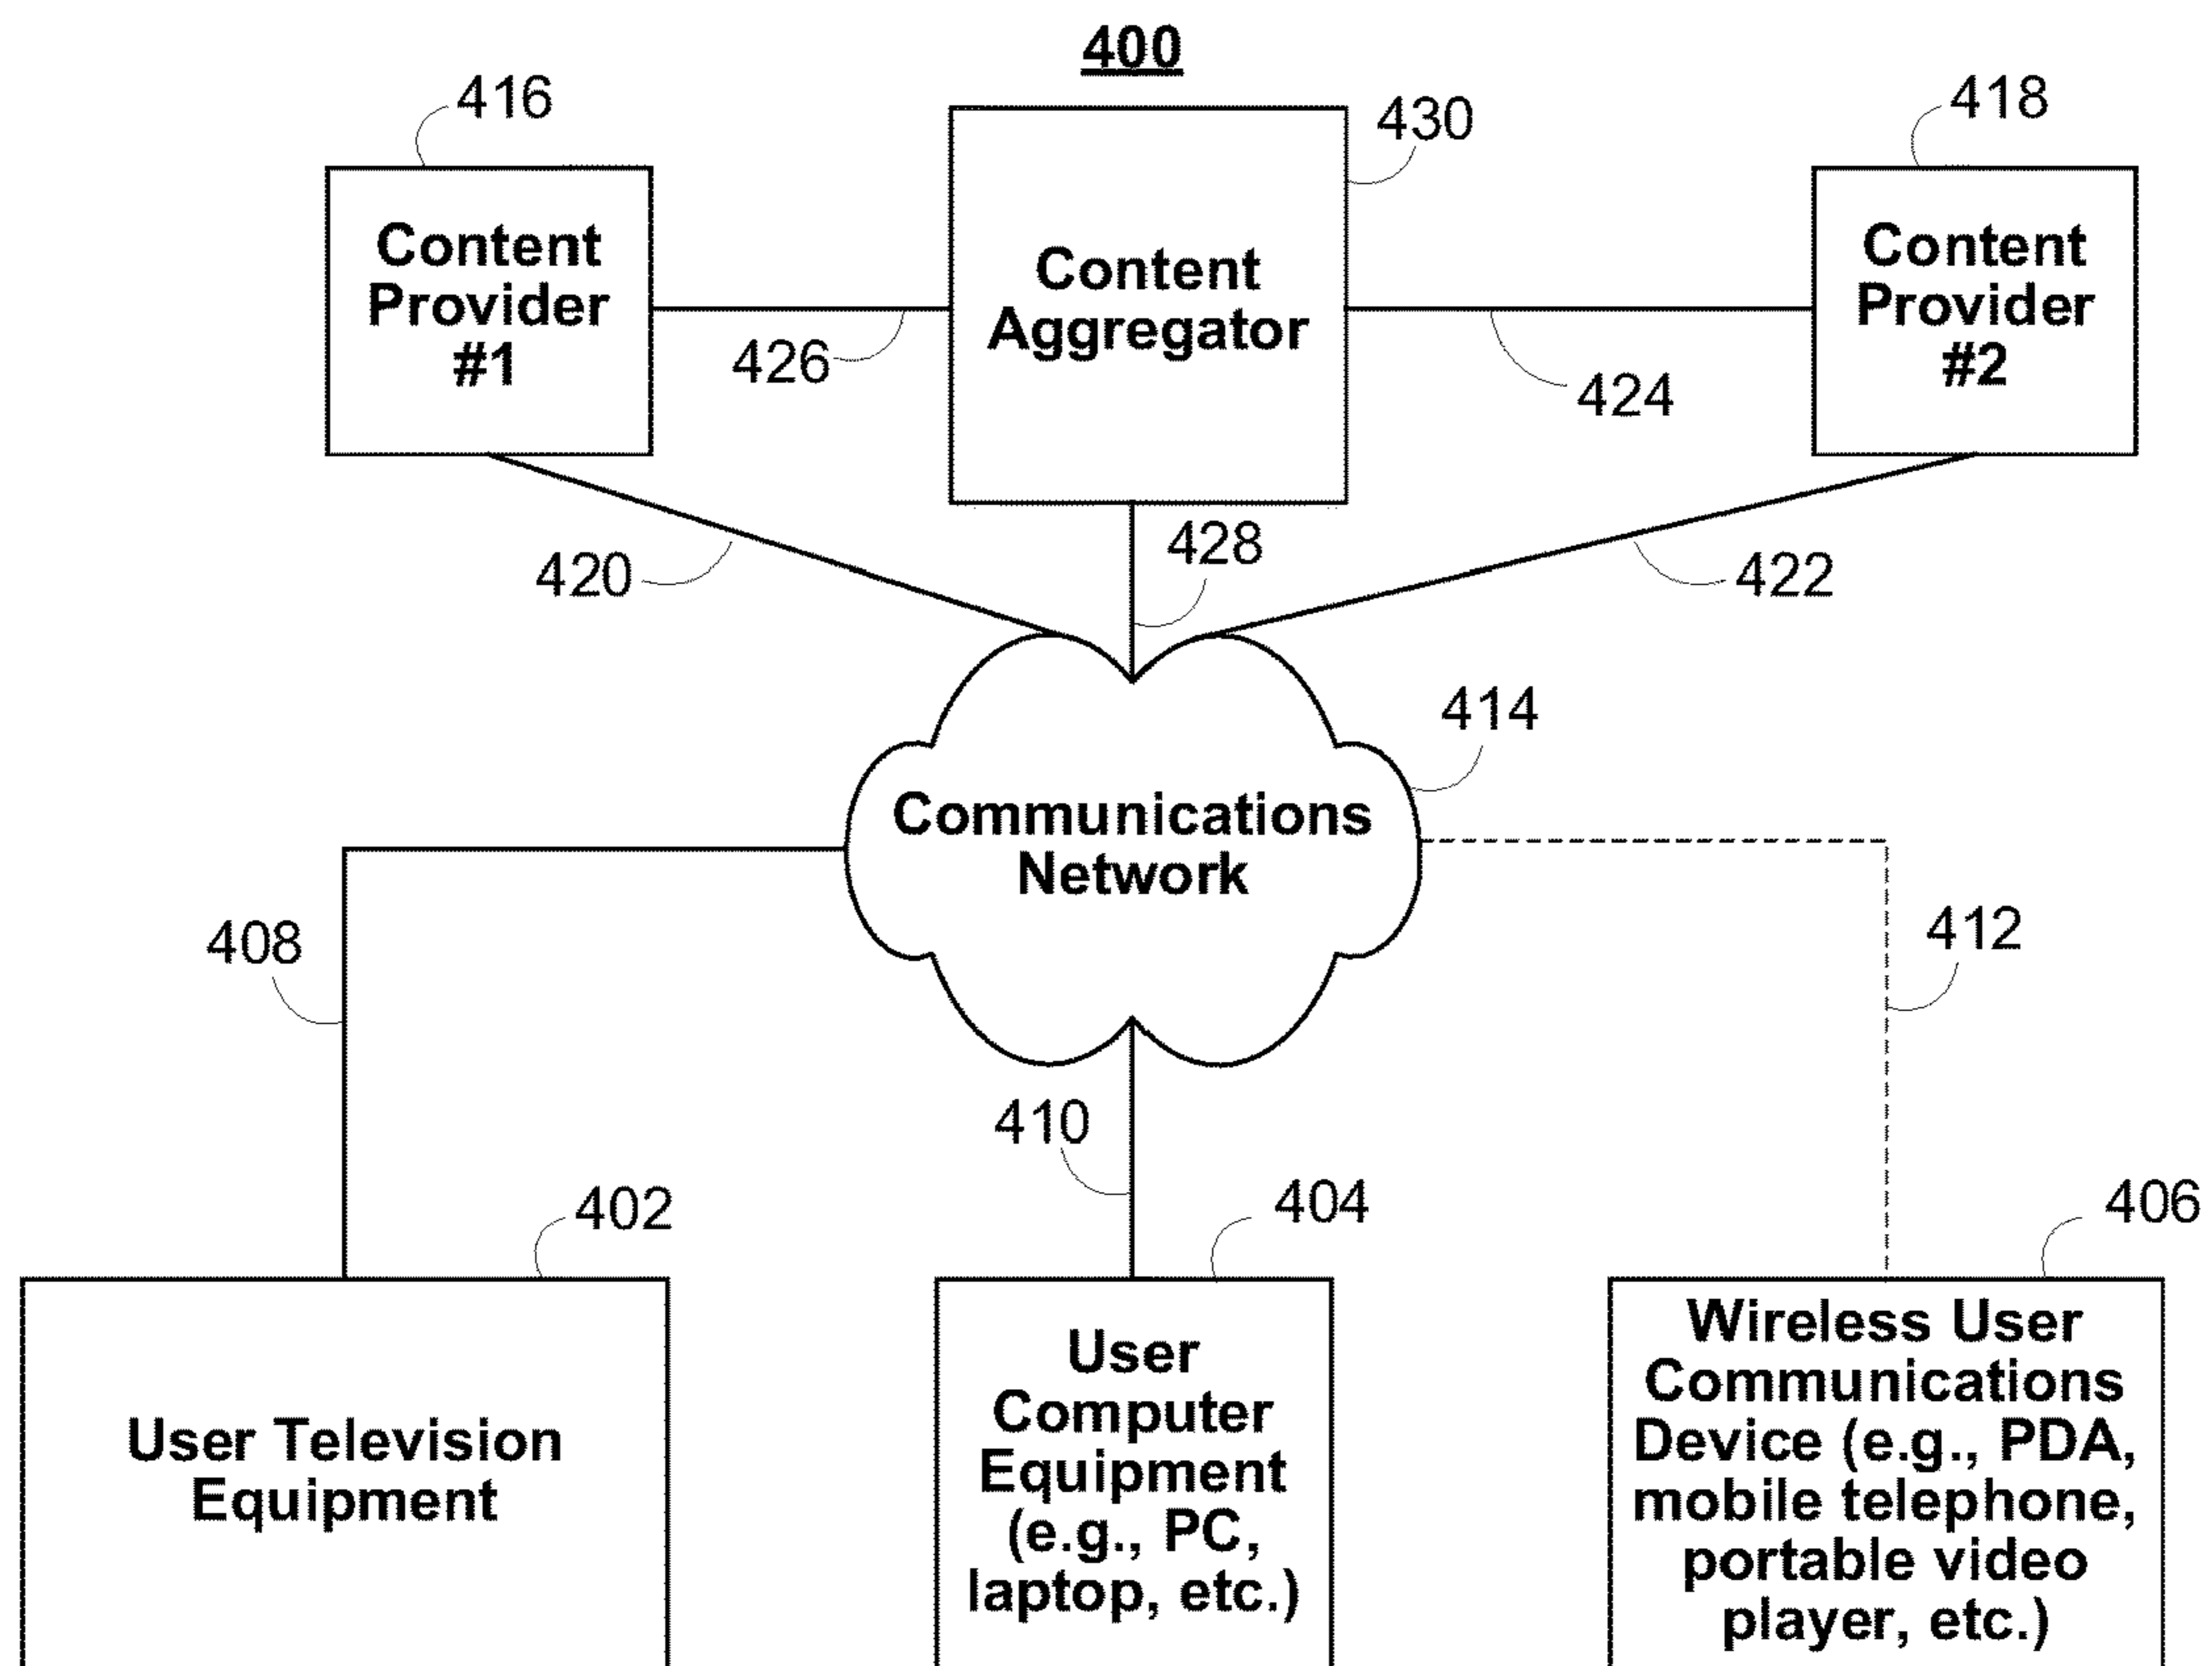 400
416
430
418
Content
Provider
#1
Content
Aggregator
Content
Provider
#2
426
424
420
428
422
414
Communications
Network
408
412
410
402
404
406
User Television
Equipment
User
Computer
Equipment
(e.g., PC,
laptop, etc.)
Wireless User
Communications
Device (e.g., PDA,
mobile telephone,
portable video
player, etc.)